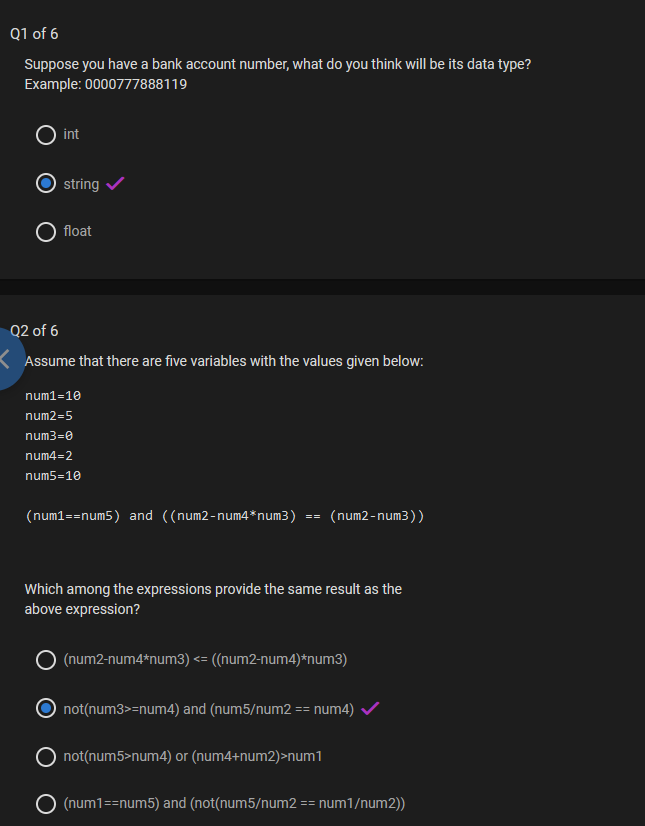 Q1 of 6
Suppose you have a bank account number, what do you think will be its data type?
Example: 0000777888119
int
string
float
Q2 of 6
Assume that there are five variables with the values given below:
num1=10
num2=5
num3=0
num4=2
num5=10
(num1==num5) and ((num2-num4*num3) == (num2-num3))
Which among the expressions provide the same result as the
above expression?
(num2-num4*num3) <= ((num2-num4)*num3)
not(num3>=num4) and (num5/num2 == num4)
not(num5>num4) or (num4+num2)>num1
(num1==num5) and (not(num5/num2 == num1/num2))